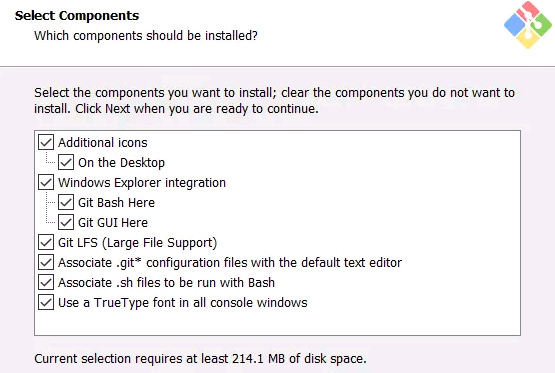 Select Components
Which components should be installed?
Select the components you want to install; clear the components you do not want to
install. Click Next when you are ready to continue.
Additional icons
On the Desktop
Windows Explorer integration
Git Bash Here
Git GUI Here
Git LFS (Large File Support)
Associate .git* configuration files with the default text editor
Associate .sh files to be run with Bash
Use a TrueType font in all console windows
Current selection requires at least 214.1 MB of disk space.